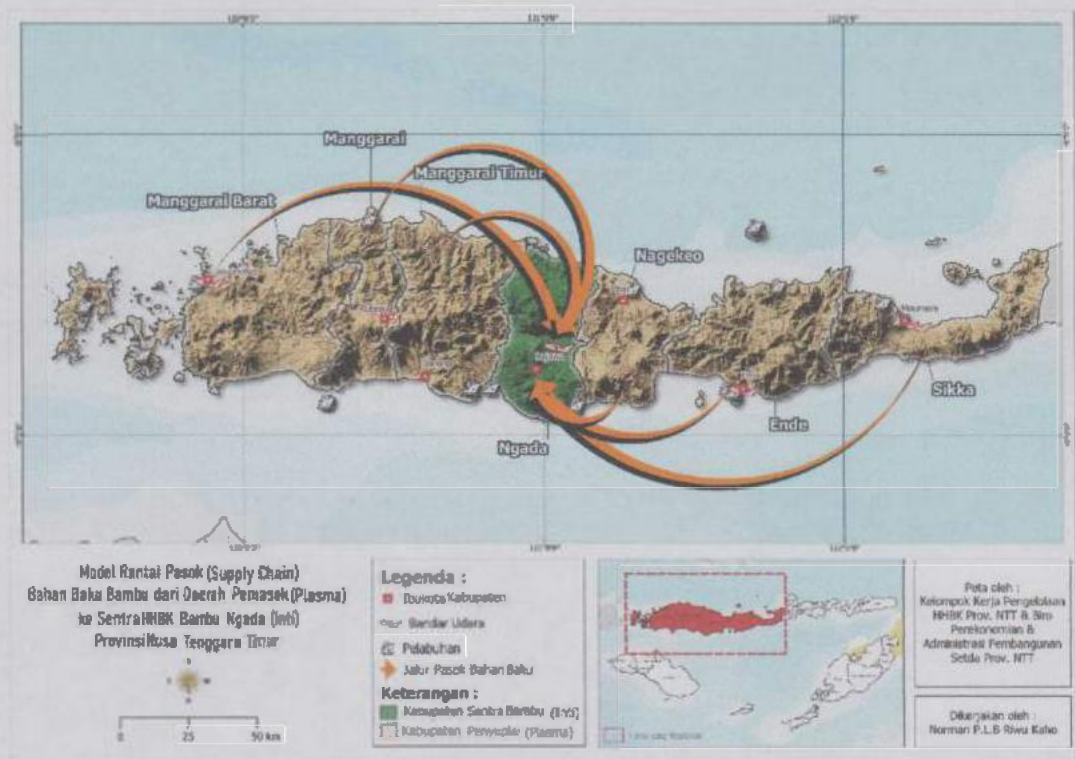 Manggarai
Manggarai Timur
Manggarai Barat
Nagekeo
Sikka
Ende
Ngada
Model Rantai Pasok (Supply Chain)
Bahan Baku Bambu dari Daerah Pemasok (Plasma)
ke Sentra HHBK Bambu Ngada (Inti)
Provinsi Nusa Tenggara Timur
0 25 50 km
Legenda :
Ibukota Kabupaten
Bandar Udara
Pelabuhan
Jalur Pasok Bahan Baku
Keterangan :
Kabupaten Sentra Bambu (Inti)
Kabupaten Penyuplai (Plasma)
Peta oleh :
Kelompok Kerja Pengelolaan
HHBK Prov. NTT & Biro
Perekonomian &
Administrasi Pembangunan
Setda Prov. NTT
Dikerjakan oleh :
Norman P.L.B Riwu Kaho